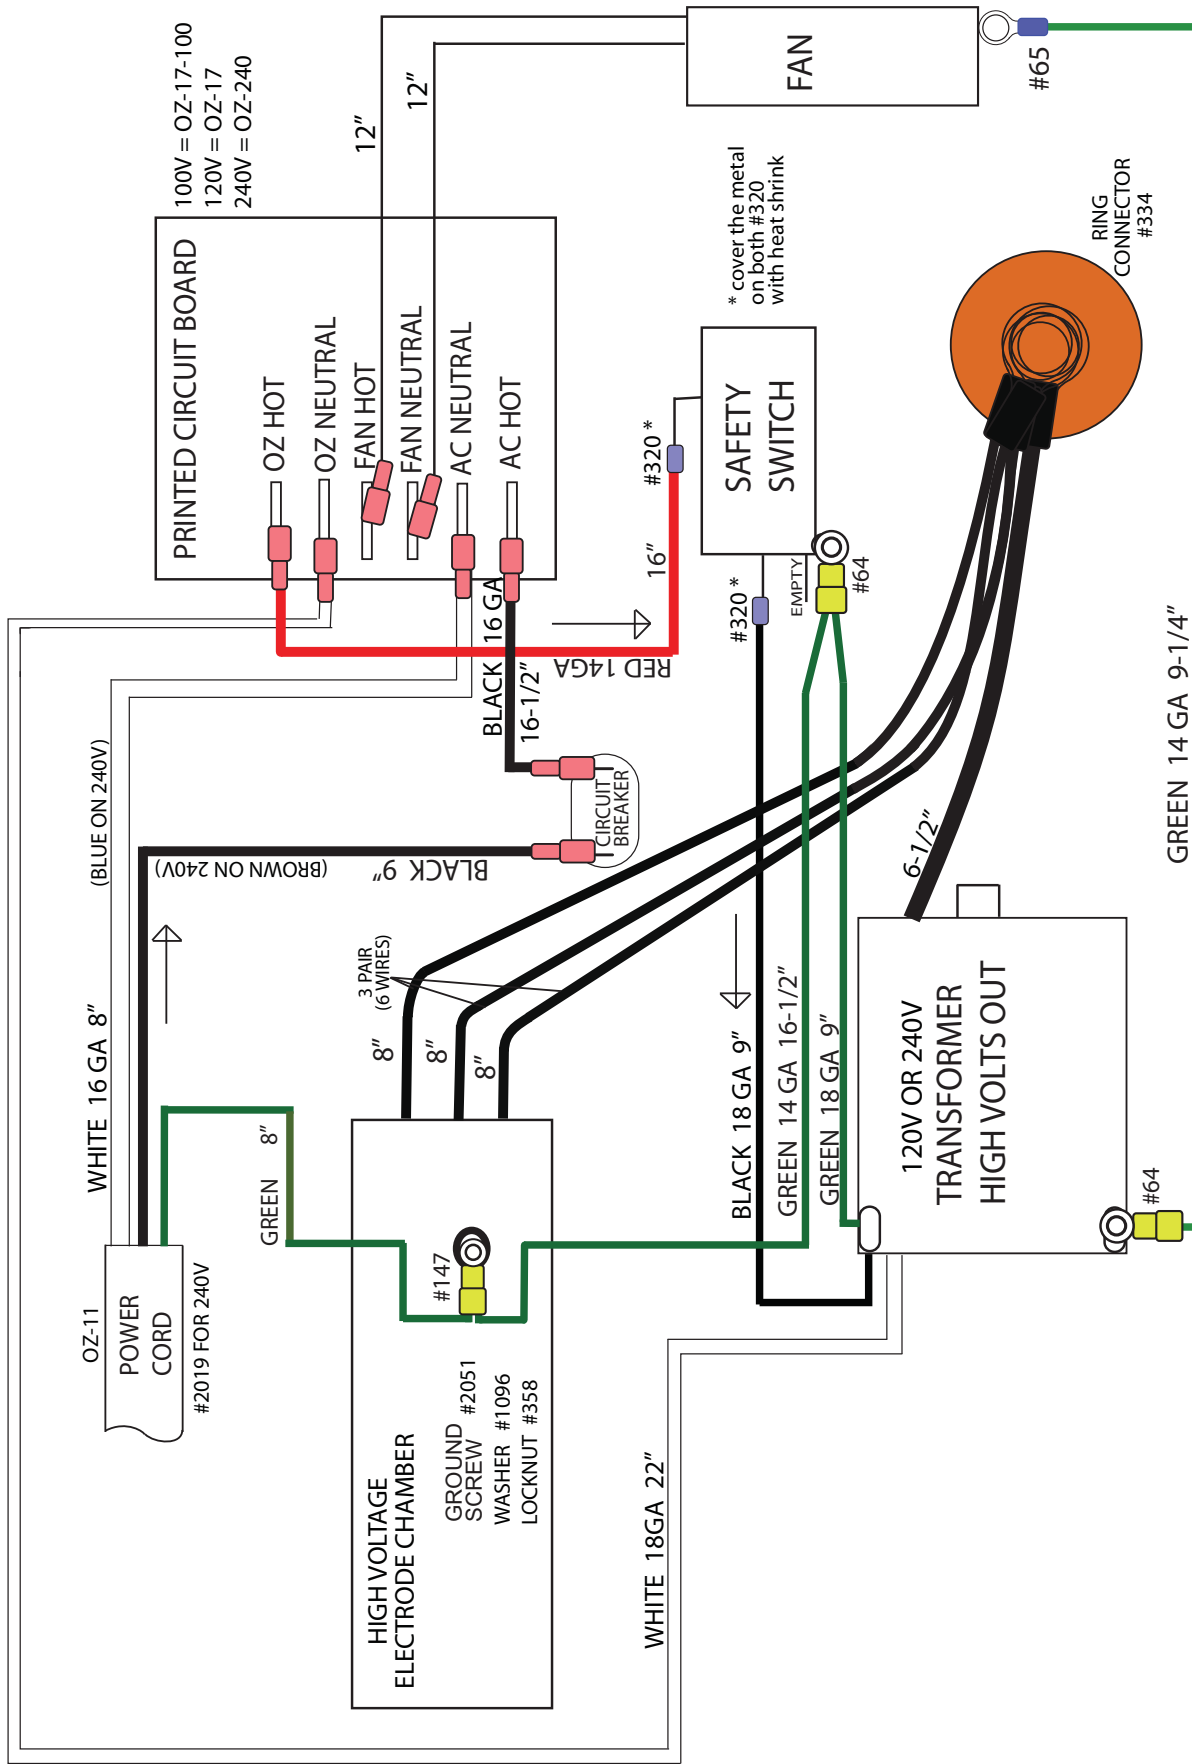 100V = OZ-17-100
120V = OZ-17
240V = OZ-240
PRINTED CIRCUIT BOARD
OZ HOT
OZ NEUTRAL
FAN HOT
FAN NEUTRAL
AC NEUTRAL
AC HOT
12”
12”
FAN
#65
* cover the metal
on both #320
with heat shrink
SAFETY
SWITCH
#320 *
16”
#320 *
EMPTY
#64
RING
CONNECTOR
#334
RED 14GA
BLACK 16 GA
16-1/2”
(BLUE ON 240V)
(BROWN ON 240V)
BLACK 9”
CIRCUIT
BREAKER
WHITE 16 GA 8”
OZ-11
POWER
CORD
#2019 FOR 240V
GREEN 8”
3 PAIR
(6 WIRES)
8”
8”
8”
HIGH VOLTAGE
ELECTRODE CHAMBER
#147
GROUND
SCREW #2051
WASHER #1096
LOCKNUT #358
BLACK 18 GA 9”
GREEN 14 GA 16-1/2”
GREEN 18 GA 9”
6-1/2”
120V OR 240V
TRANSFORMER
HIGH VOLTS OUT
#64
WHITE 18GA 22”
GREEN 14 GA 9-1/4”